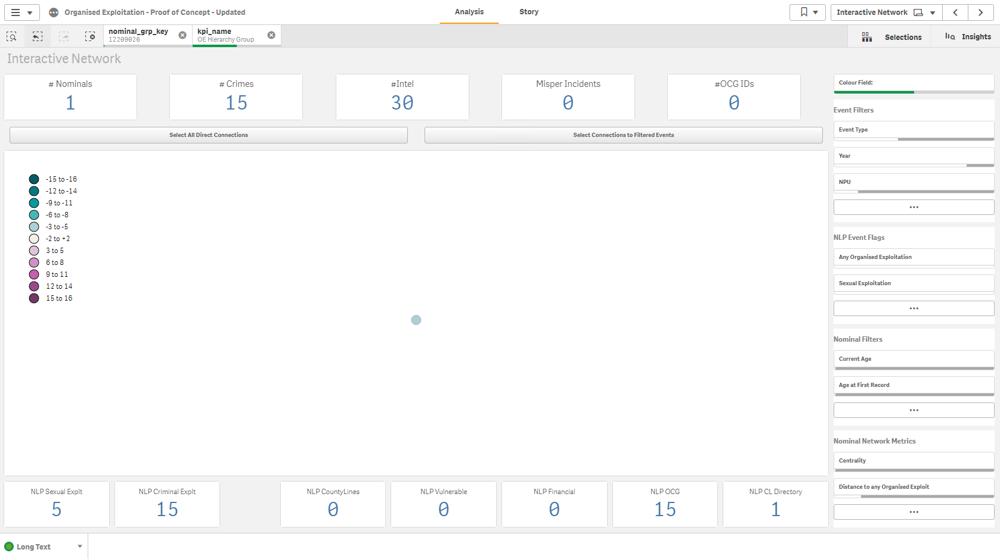 Organised Exploitation - Proof of Concept - Updated
Analysis
Story
Interactive Network
nominal_grp_key
12209026
kpi_name
OE Hierarchy Group
Selections
Insights
Interactive Network
# Nominals
1
# Crimes
15
#Intel
30
Misper Incidents
0
#OCG IDs
0
Select All Direct Connections
Select Connections to Filtered Events
-15 to -16
-12 to -14
-9 to -11
-6 to -8
-3 to -5
-2 to +2
3 to 5
6 to 8
9 to 11
12 to 14
15 to 16
Colour Field:
Event Filters
Event Type
Year
NPU
...
NLP Event Flags
Any Organised Exploitation
Sexual Exploitation
...
Nominal Filters
Current Age
Age at First Record
...
Nominal Network Metrics
Centrality
Distance to any Organised Exploit
...
NLP Sexual Explt
5
NLP Criminal Explt
15
NLP CountyLines
0
NLP Vulnerable
0
NLP Financial
0
NLP OCG
15
NLP CL Directory
1
Long Text